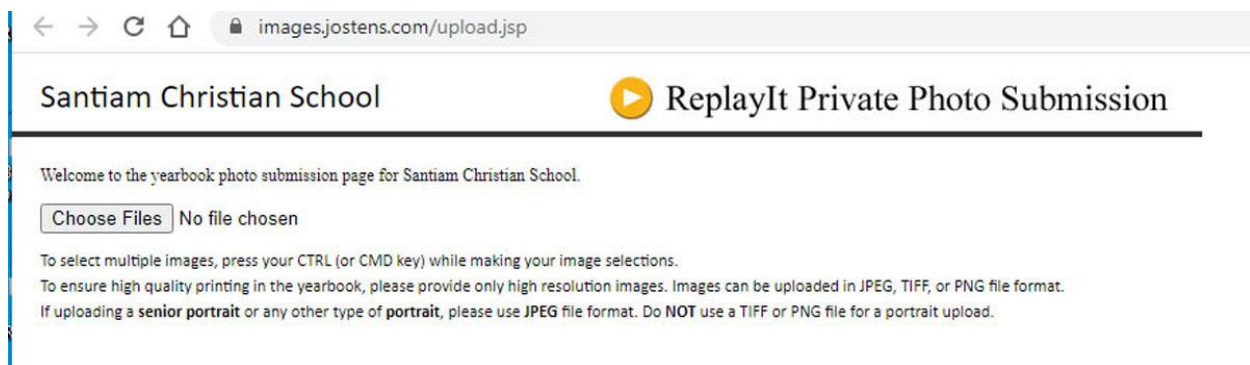 images.jostens.com/upload.jsp
Santiam Christian School
ReplayIt Private Photo Submission
Welcome to the yearbook photo submission page for Santiam Christian School.
Choose Files No file chosen
To select multiple images, press your CTRL (or CMD key) while making your image selections.
To ensure high quality printing in the yearbook, please provide only high resolution images. Images can be uploaded in JPEG, TIFF, or PNG file format.
If uploading a senior portrait or any other type of portrait, please use JPEG file format. Do NOT use a TIFF or PNG file for a portrait upload.